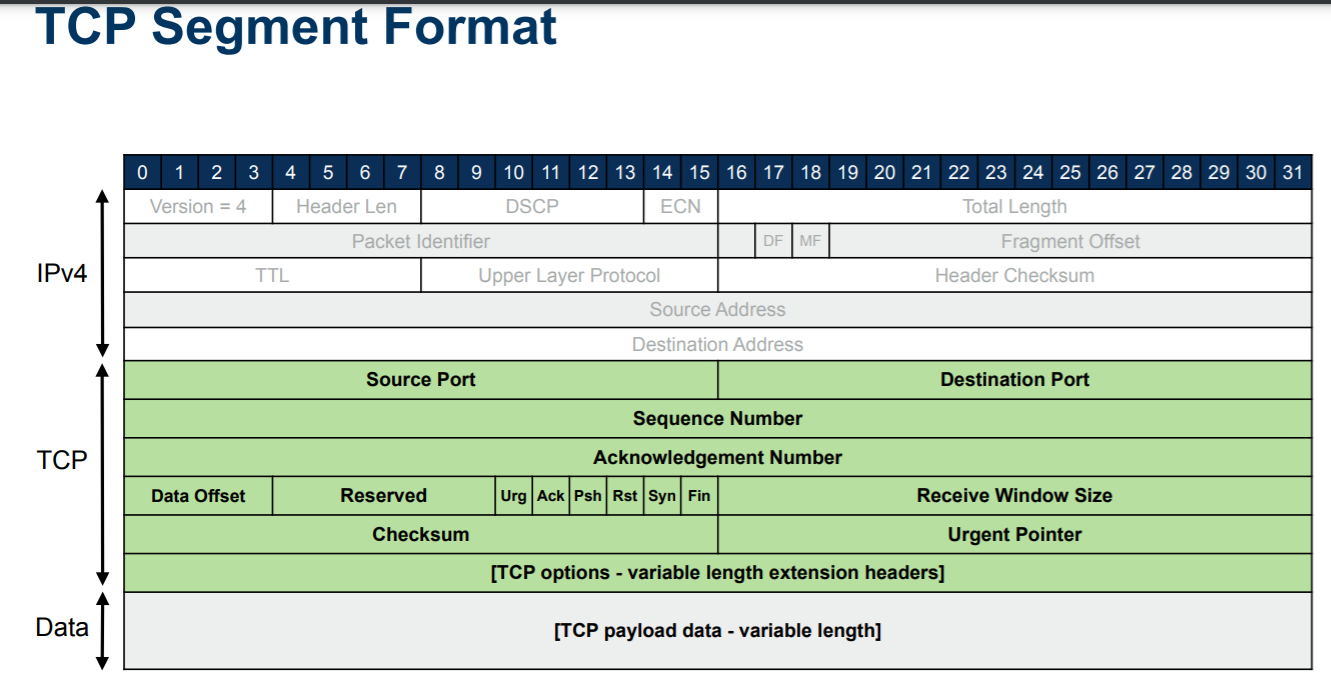 TCP Segment Format
0 1 2 3 4 5 6 7 8 9 10 11 12 13 14 15 16 17 18 19 20 21 22 23 24 25 26 27 28 29 30 31
Version = 4 Header Len DSCP ECN Total Length
Packet Identifier DF MF Fragment Offset
IPv4
TTL Upper Layer Protocol Header Checksum
Source Address
Destination Address
Source Port Destination Port
Sequence Number
TCP
Acknowledgement Number
Data Offset Reserved Urg Ack Psh Rst Syn Fin Receive Window Size
Checksum Urgent Pointer
[TCP options - variable length extension headers]
Data
[TCP payload data - variable length]